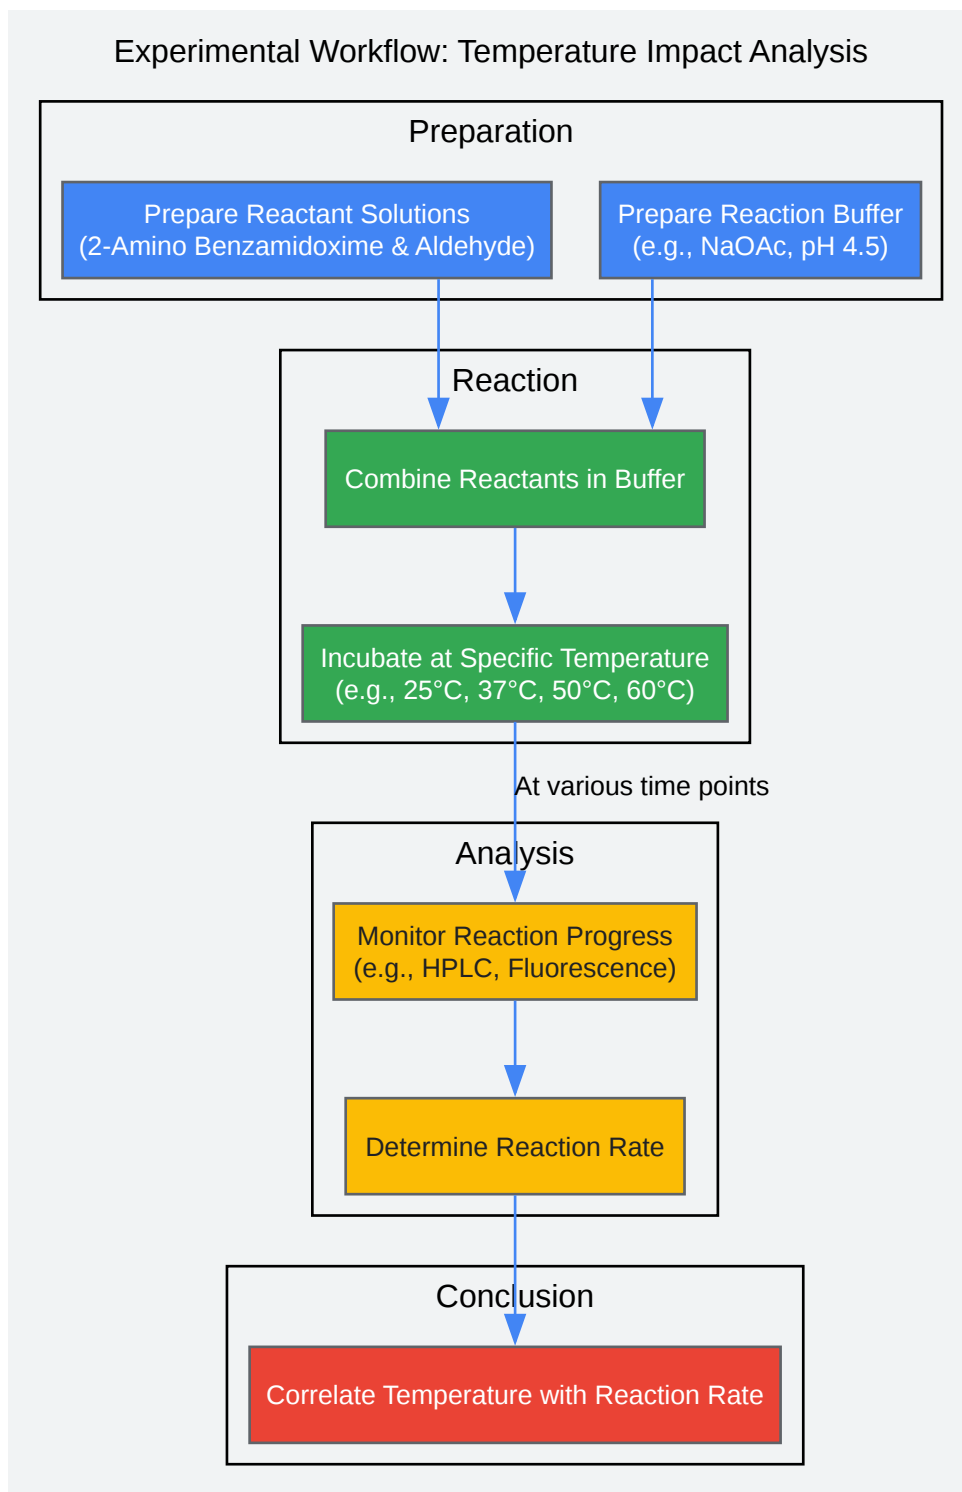 Experimental Workflow: Temperature Impact Analysis
Preparation
Prepare Reactant Solutions
(2-Amino Benzamidoxime & Aldehyde)
Prepare Reaction Buffer
(e.g., NaOAc, pH 4.5)
Reaction
Combine Reactants in Buffer
Incubate at Specific Temperature
(e.g., 25°C, 37°C, 50°C, 60°C)
At various time points
Analysis
Monitor Reaction Progress
(e.g., HPLC, Fluorescence)
Determine Reaction Rate
Conclusion
Correlate Temperature with Reaction Rate